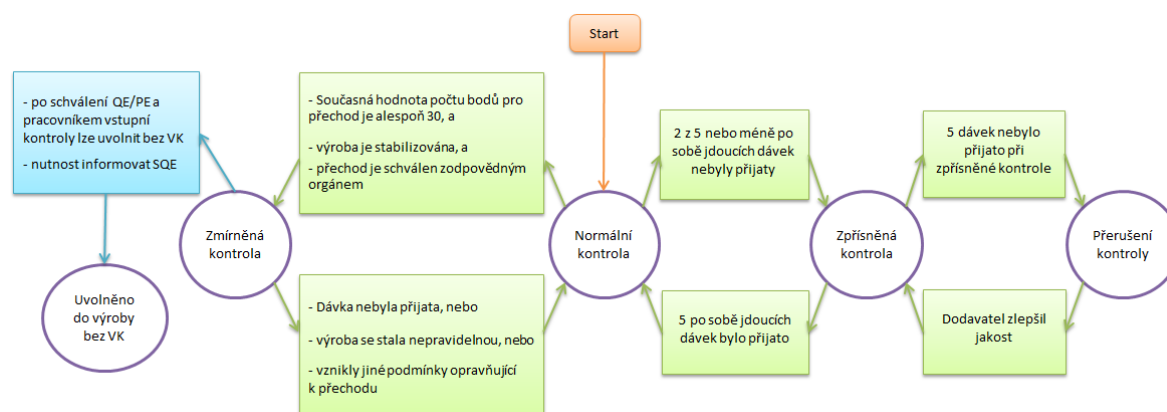 Start
- po schválení QE/PE a
pracovníkem vstupní
kontroly lze uvolnit bez VK
- nutnost informovat SQE
- Současná hodnota počtu bodů pro
přechod je alespoň 30, a
- výroba je stabilizována, a
- přechod je schválen zodpovědným
orgánem
2 z 5 nebo méně po
sobě jdoucích dávek
nebyly přijaty
5 dávek nebylo
přijato při
zpřísněné kontrole
Zmírněná
kontrola
Normální
kontrola
Zpřísněná
kontrola
Přerušení
kontroly
Uvolněno
do výroby
bez VK
- Dávka nebyla přijata, nebo
- výroba se stala nepravidelnou, nebo
- vznikly jiné podmínky opravňující
k přechodu
5 po sobě jdoucích
dávek bylo přijato
Dodavatel zlepšil
jakost